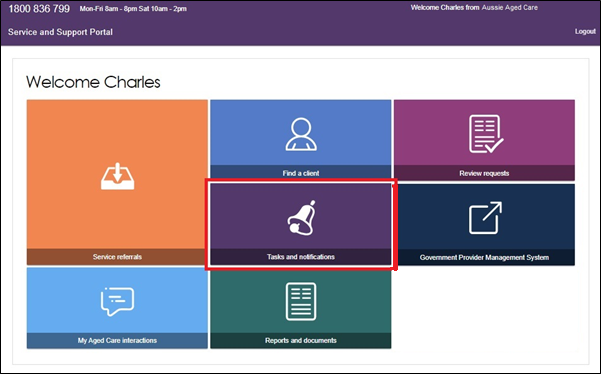 1800 836 799 Mon-Fri 8am - 8pm Sat 10am - 2pm Welcome Charles from Aussie Aged Care
Service and Support Portal Logout
Welcome Charles
Find a client Review requests
Service referrals Tasks and notifications Government Provider Management System
My Aged Care interactions Reports and documents